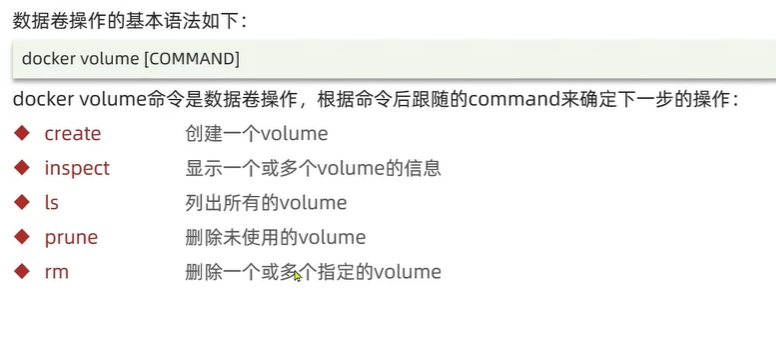 数据卷操作的基本语法如下：
docker volume [COMMAND]
docker volume命令是数据卷操作，根据命令后跟随的command来确定下一步的操作：
create 创建一个volume
inspect 显示一个或多个volume的信息
ls 列出所有的volume
prune 删除未使用的volume
rm 删除一个或多个指定的volume